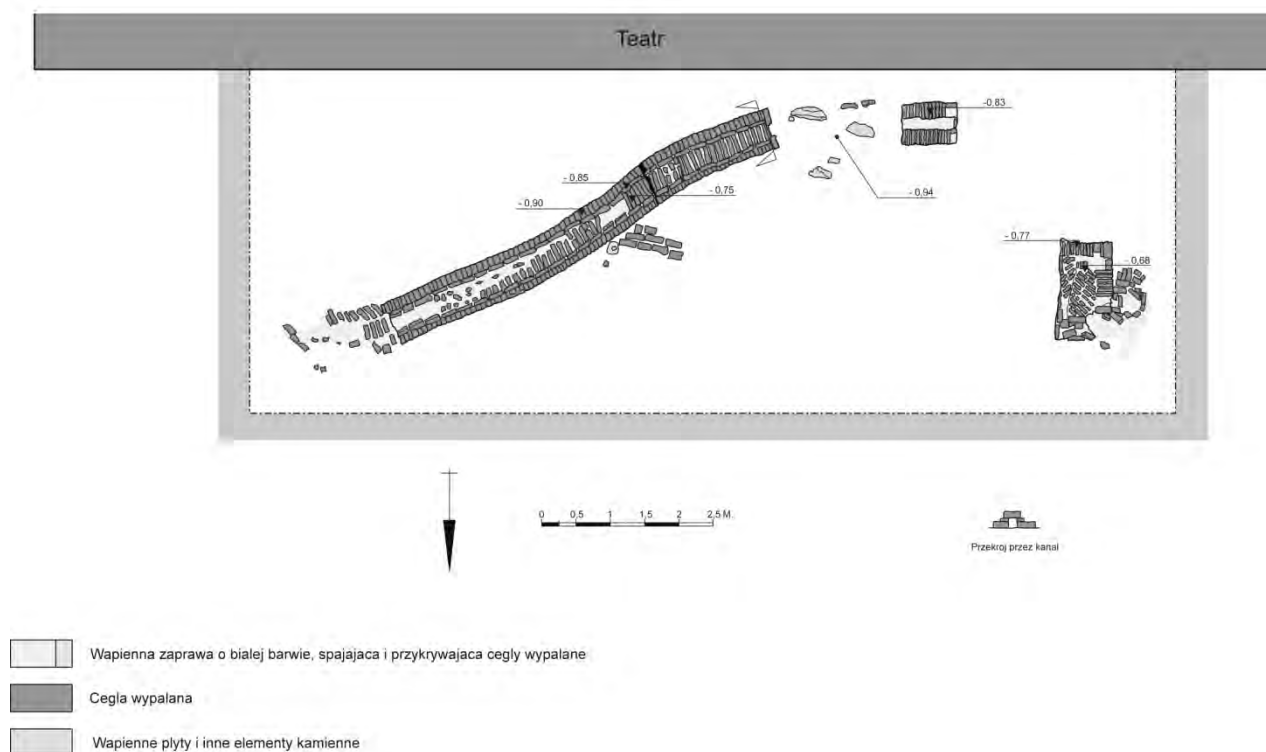 Teatr
-0.83
- 0,85
- 0,94
- 0,75
- 0,90
- 0,77
- 0,68
0 0,5 1 1,5 2 2,5 M.
Przekroj przez kanal
Wapienna zaprawa o bialej barwie, spajajaca i przykrywajaca cegly wypalane
Cegla wypalana
Wapienne plyty i inne elementy kamienne